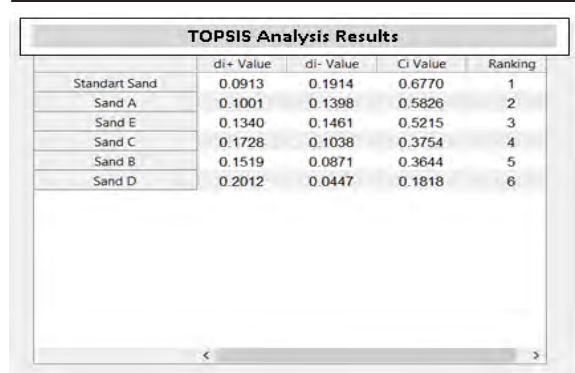 TOPSIS Analysis Results
di+ Value di- Value Ci Value Ranking
Standart Sand 0.0913 0.1914 0.6770 1
Sand A 0.1001 0.1398 0.5826 2
Sand E 0.1340 0.1461 0.5215 3
Sand C 0.1728 0.1038 0.3754 4
Sand B 0.1519 0.0871 0.3644 5
Sand D 0.2012 0.0447 0.1818 6